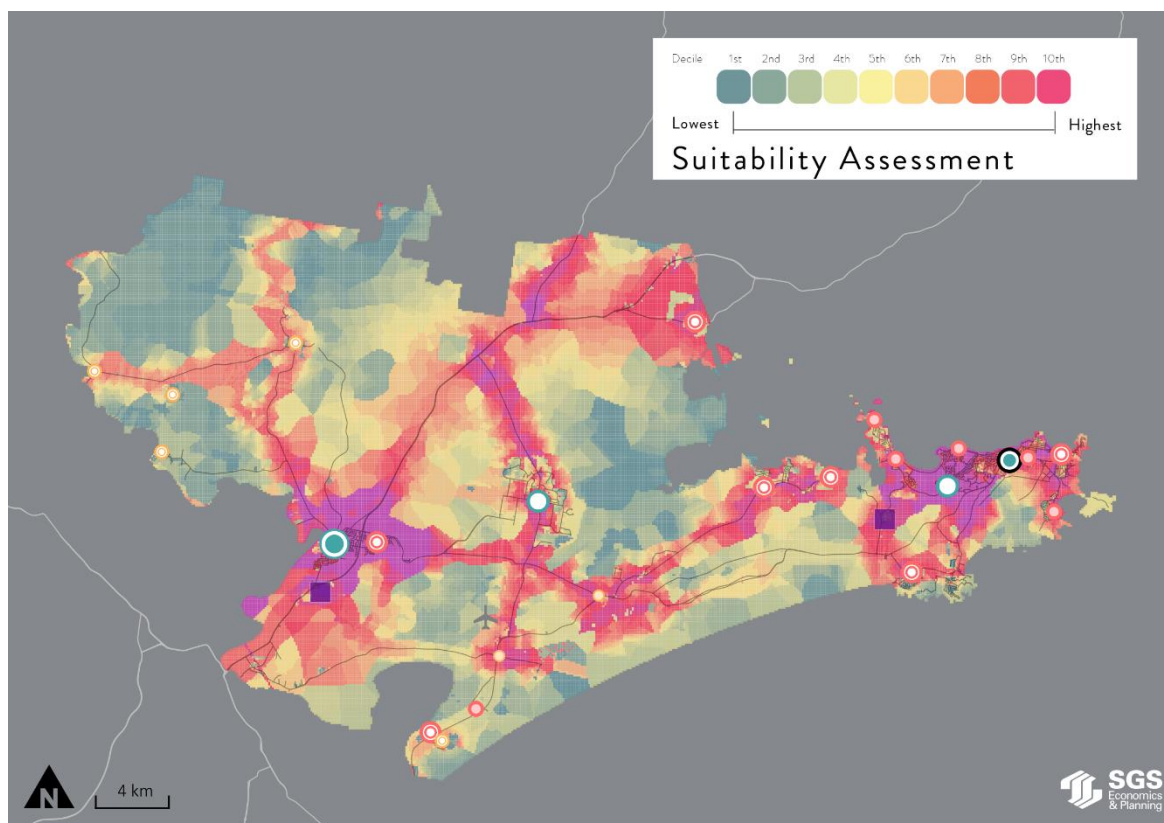 Decile 1st 2nd 3rd 4th 5th 6th 7th 8th 9th 10th
Lowest Highest
Suitability Assessment
N 4 km
SGS
Economics
& Planning